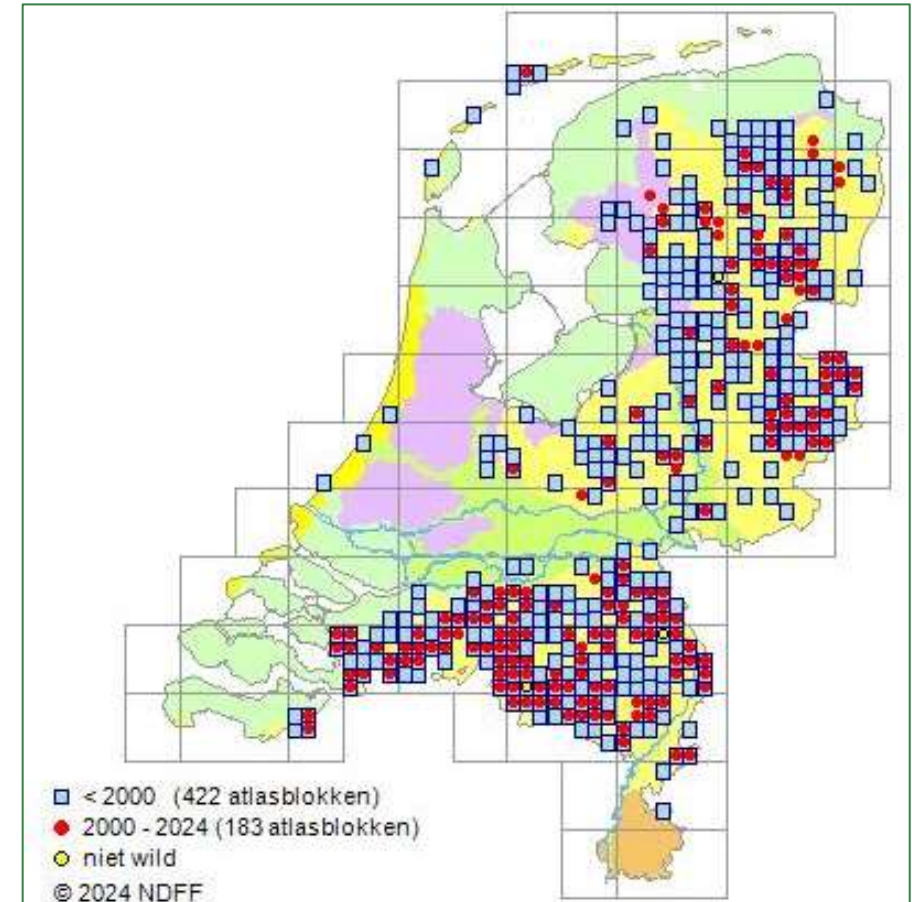 < 2000 (422 atlasblokken)
2000 - 2024 (183 atlasblokken)
niet wild
© 2024 NDFF